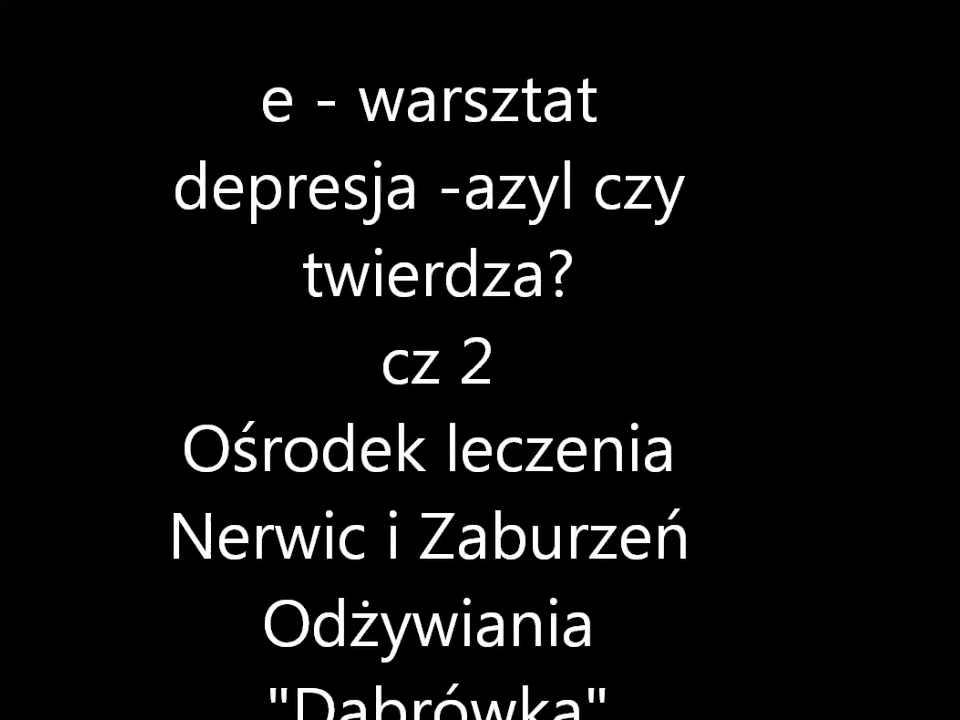 e - warsztat
depresja -azyl czy
twierdza?
cz 2
Ośrodek leczenia
Nerwic i Zaburzeń
Odżywiania
"Dąbrówka"